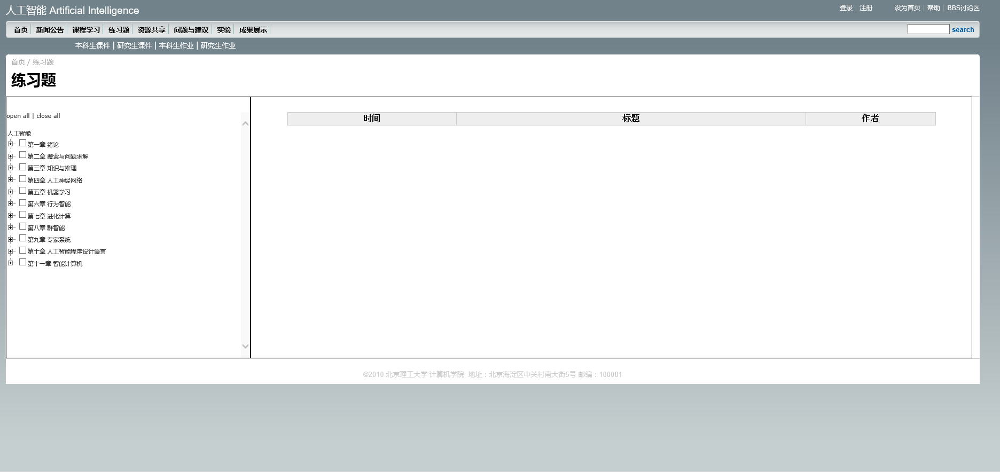 人工智能 Artificial Intelligence
登录 | 注册 设为首页 | 帮助 | BBS讨论区
首页 新闻公告 课程学习 练习题 资源共享 问题与建议 实验 成果展示 search
本科生课件 | 研究生课件 | 本科生作业 | 研究生作业
首页 / 练习题
练习题
open all | close all
人工智能
第一章 绪论
第二章 搜索与问题求解
第三章 知识与推理
第四章 人工神经网络
第五章 机器学习
第六章 行为智能
第七章 进化计算
第八章 群智能
第九章 专家系统
第十章 人工智能程序设计语言
第十一章 智能计算机
时间 标题 作者
©2010 北京理工大学 计算机学院 地址：北京海淀区中关村南大街5号 邮编：100081